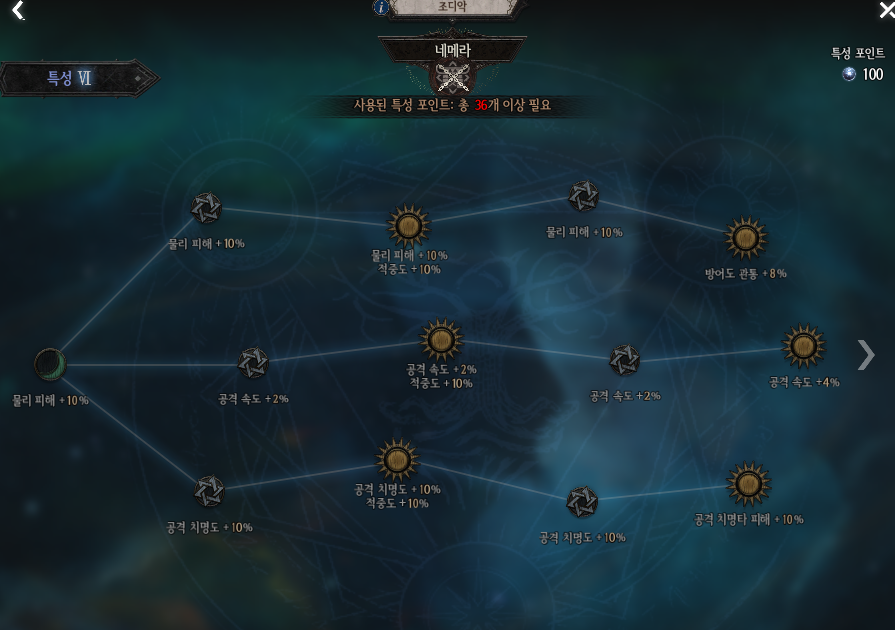 조디악
네메라
특성 Ⅵ
특성 포인트
100
사용된 특성 포인트: 총 36개 이상 필요
물리 피해 +10%
물리 피해 +10%
적중도 +10%
물리 피해 +10%
방어도 관통 +8%
물리 피해 +10%
공격 속도 +2%
공격 속도 +2%
적중도 +10%
공격 속도 +2%
공격 속도 +4%
공격 치명도 +10%
공격 치명도 +10%
적중도 +10%
공격 치명도 +10%
공격 치명타 피해 +10%